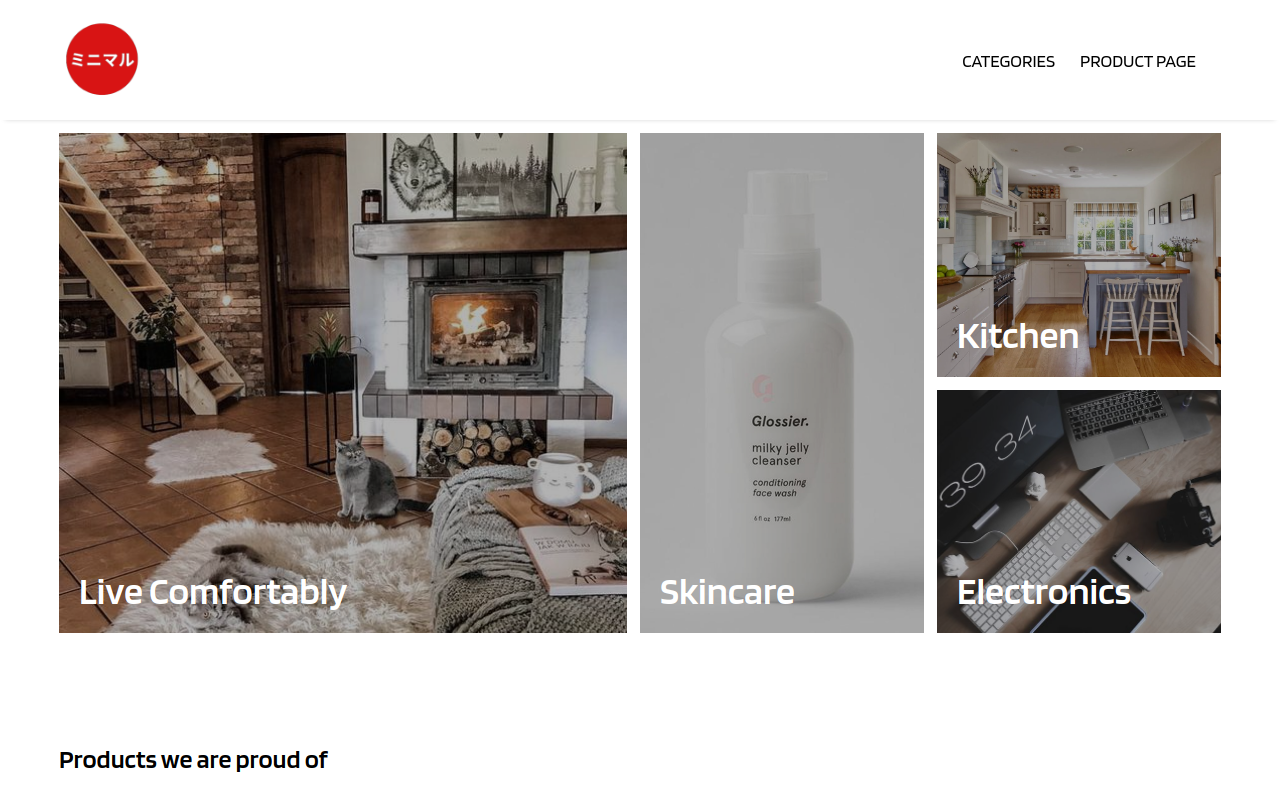 ミニマル
CATEGORIES
PRODUCT PAGE
Live Comfortably
Skincare
Glossier.
milky jelly
cleanser
conditioning
face wash
6 fl oz 177ml
Kitchen
39 34
Electronics
Products we are proud of